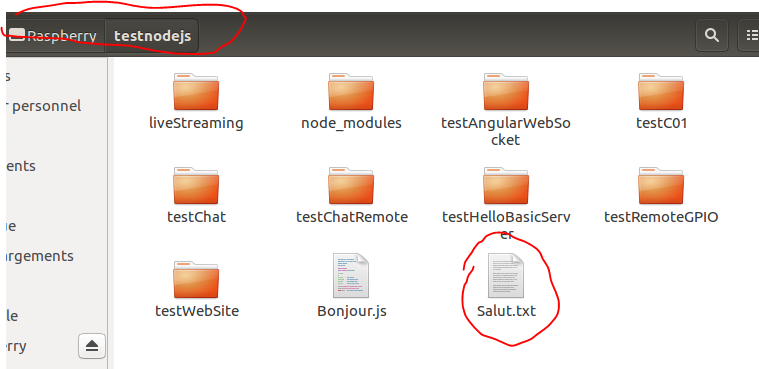 Raspberry testnodejs
s
r personnel
ents
ue
argements
le
rry
liveStreaming
node_modules
testAngularWebSo
cket
testC01
testChat
testChatRemote
testHelloBasicServ
er
testRemoteGPIO
testWebSite
Bonjour.js
Salut.txt